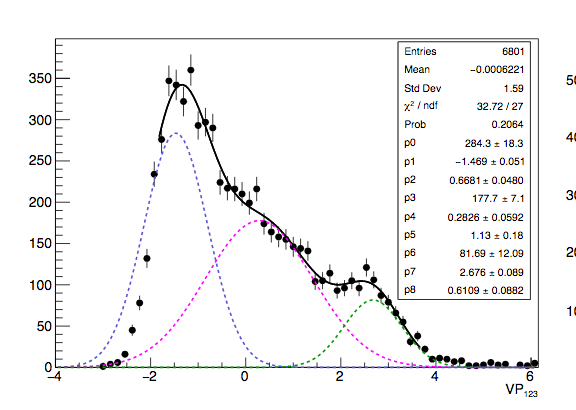 Entries 6801
Mean −0.0006221
Std Dev 1.59
χ² / ndf 32.72 / 27
Prob 0.2064
p0 284.3 ± 18.3
p1 −1.469 ± 0.051
p2 0.6681 ± 0.0480
p3 177.7 ± 7.1
p4 0.2826 ± 0.0592
p5 1.13 ± 0.18
p6 81.69 ± 12.09
p7 2.676 ± 0.089
p8 0.6109 ± 0.0882
350
300
250
200
150
100
50
0
−4 −2 0 2 4 6
VP₁₂₃